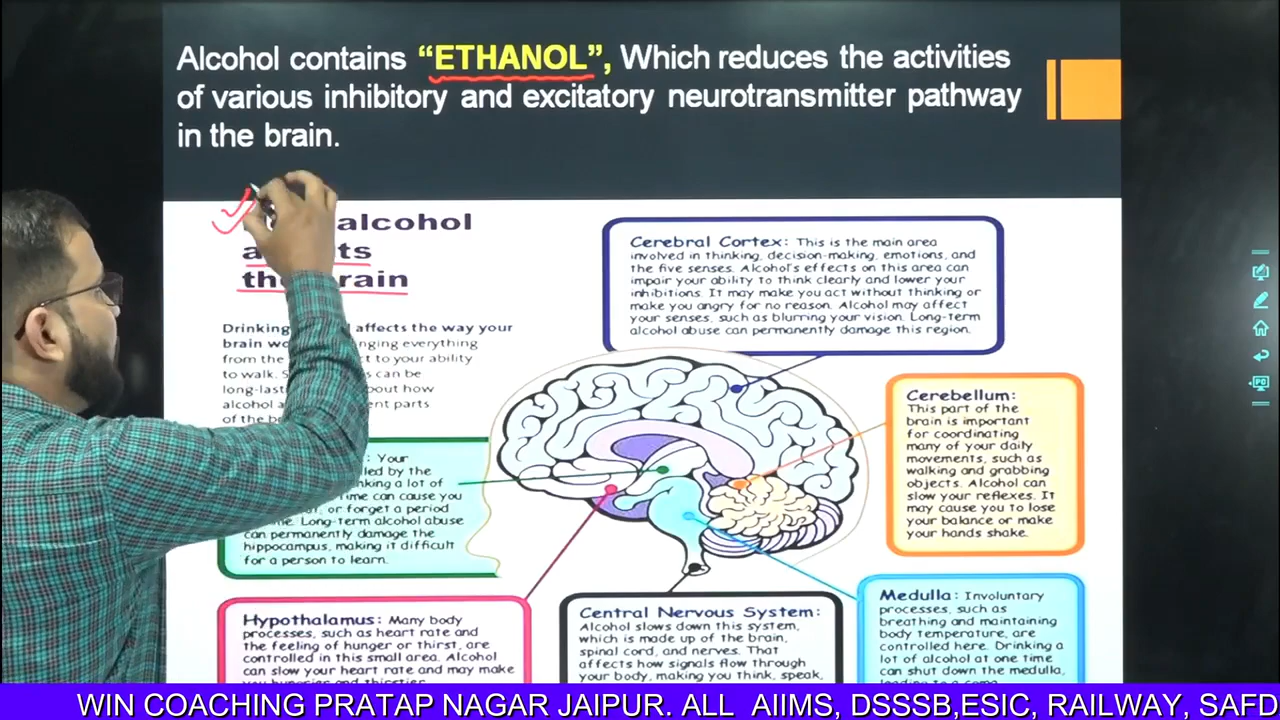 Alcohol contains “ETHANOL”, Which reduces the activities
of various inhibitory and excitatory neurotransmitter pathway
in the brain.
alcohol
the
Drinking affects the way your
brain
from the to your ability
to walk. can be
about how
alcohol parts
of the
: Your
by the
a lot of
time can cause you
or forget a period
Long-term alcohol abuse
can permanently damage the
hippocampus, making it difficult
for a person to learn.
Cerebral Cortex: This is the main area
involved in thinking, decision-making, emotions, and
the five senses. Alcohol's effects on this area can
impair your ability to think clearly and lower your
inhibitions. It may make you act without thinking or
make you angry for no reason. Alcohol may affect
your senses, such as blurring your vision. Long-term
alcohol abuse can permanently damage this region.
Cerebellum:
This part of the
brain is important
for coordinating
many of your daily
movements, such as
walking and grabbing
objects. Alcohol can
slow your reflexes. It
may cause you to lose
your balance or make
your hands shake.
Hypothalamus: Many body
processes, such as heart rate and
the feeling of hunger or thirst, are
controlled in this small area. Alcohol
can slow your heart rate and may make
you hungrier and thirstier.
Central Nervous System:
Alcohol slows down this system,
which is made up of the brain,
spinal cord, and nerves. That
affects how signals flow through
your body, making you think, speak,
Medulla: Involuntary
processes, such as
breathing and maintaining
body temperature, are
controlled here. Drinking a
lot of alcohol at one time
can shut down the medulla,
leading to a coma.
WIN COACHING PRATAP NAGAR JAIPUR. ALL AIIMS, DSSSB,ESIC, RAILWAY, SAFD